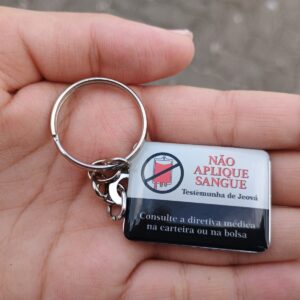 NÃO
APLIQUE
SANGUE
Testemunha de Jeová
Consulte a diretiva médica
na carteira ou na bolsa